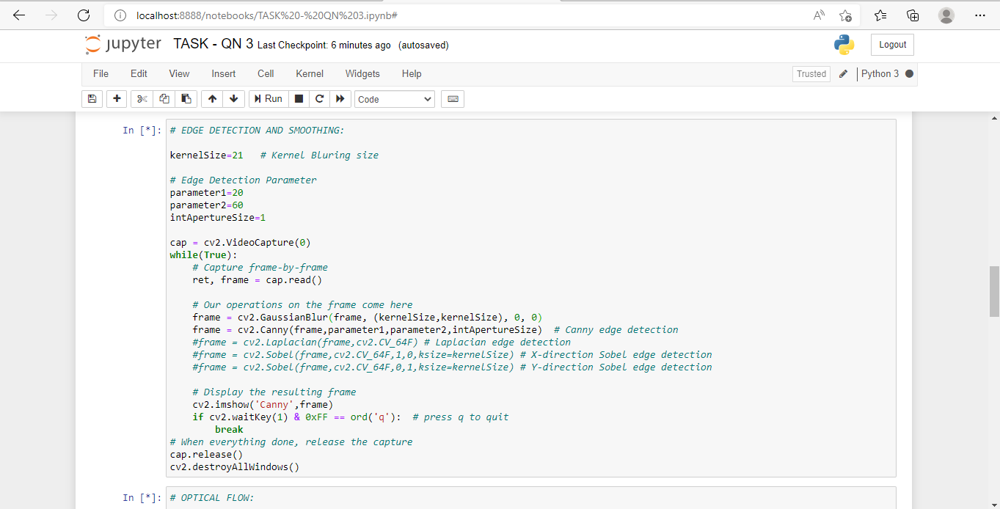 localhost:8888/notebooks/TASK%20-%20QN%203.ipynb#
jupyter TASK - QN 3 Last Checkpoint: 6 minutes ago (autosaved)
Logout
File Edit View Insert Cell Kernel Widgets Help
Trusted Python 3
Run Code
In [*]: # EDGE DETECTION AND SMOOTHING:
kernelSize=21   # Kernel Bluring size
# Edge Detection Parameter
parameter1=20
parameter2=60
intApertureSize=1
cap = cv2.VideoCapture(0)
while(True):
    # Capture frame-by-frame
    ret, frame = cap.read()
    # Our operations on the frame come here
    frame = cv2.GaussianBlur(frame, (kernelSize,kernelSize), 0, 0)
    frame = cv2.Canny(frame,parameter1,parameter2,intApertureSize)  # Canny edge detection
    #frame = cv2.Laplacian(frame,cv2.CV_64F) # Laplacian edge detection
    #frame = cv2.Sobel(frame,cv2.CV_64F,1,0,ksize=kernelSize) # X-direction Sobel edge detection
    #frame = cv2.Sobel(frame,cv2.CV_64F,0,1,ksize=kernelSize) # Y-direction Sobel edge detection
    # Display the resulting frame
    cv2.imshow('Canny',frame)
    if cv2.waitKey(1) & 0xFF == ord('q'):  # press q to quit
        break
# When everything done, release the capture
cap.release()
cv2.destroyAllWindows()
In [*]: # OPTICAL FLOW: